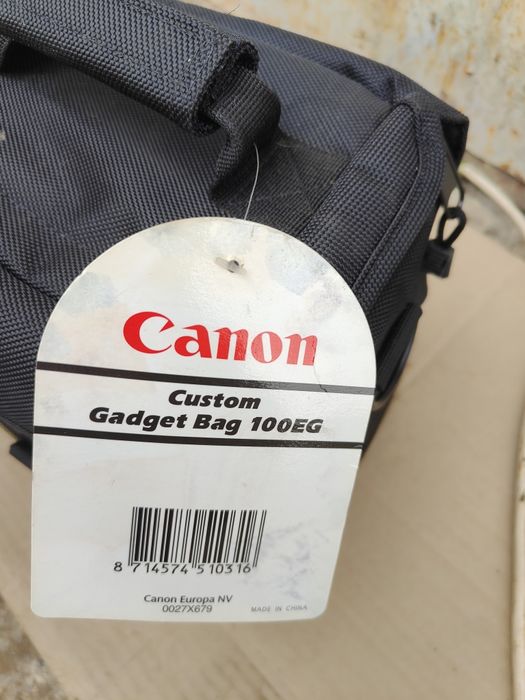 Canon
Custom
Gadget Bag 100EG
8 714574 510316
Canon Europa NV
0027X679
MADE IN CHINA